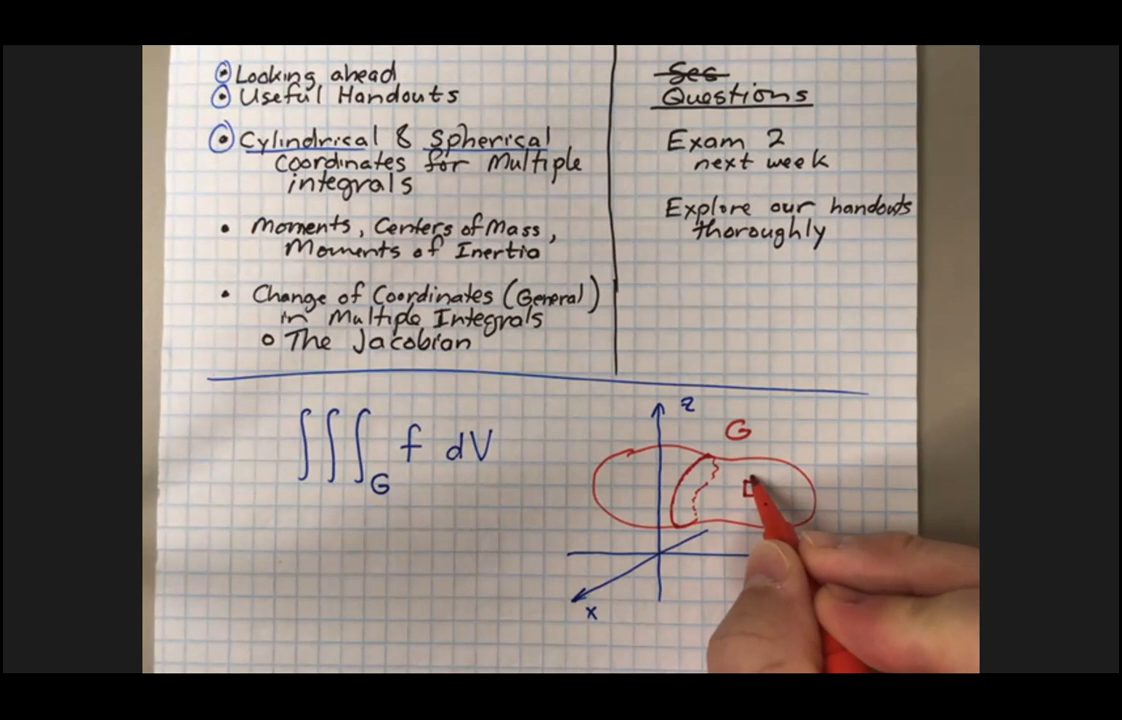 Looking ahead
Useful Handouts
Cylindrical & Spherical
Coordinates for Multiple
integrals
• Moments, Centers of Mass,
Moments of Inertia
• Change of Coordinates (General)
in Multiple Integrals
o The Jacobian
Ses
Questions
Exam 2
next week
Explore our handouts
thoroughly
∫∫∫_G f dV
z
G
x